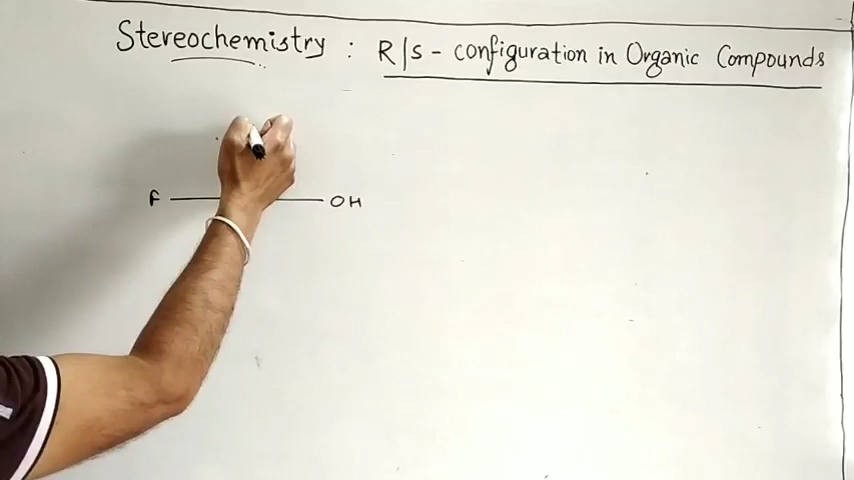 Stereochemistry : R/S - configuration in Organic Compounds
F OH